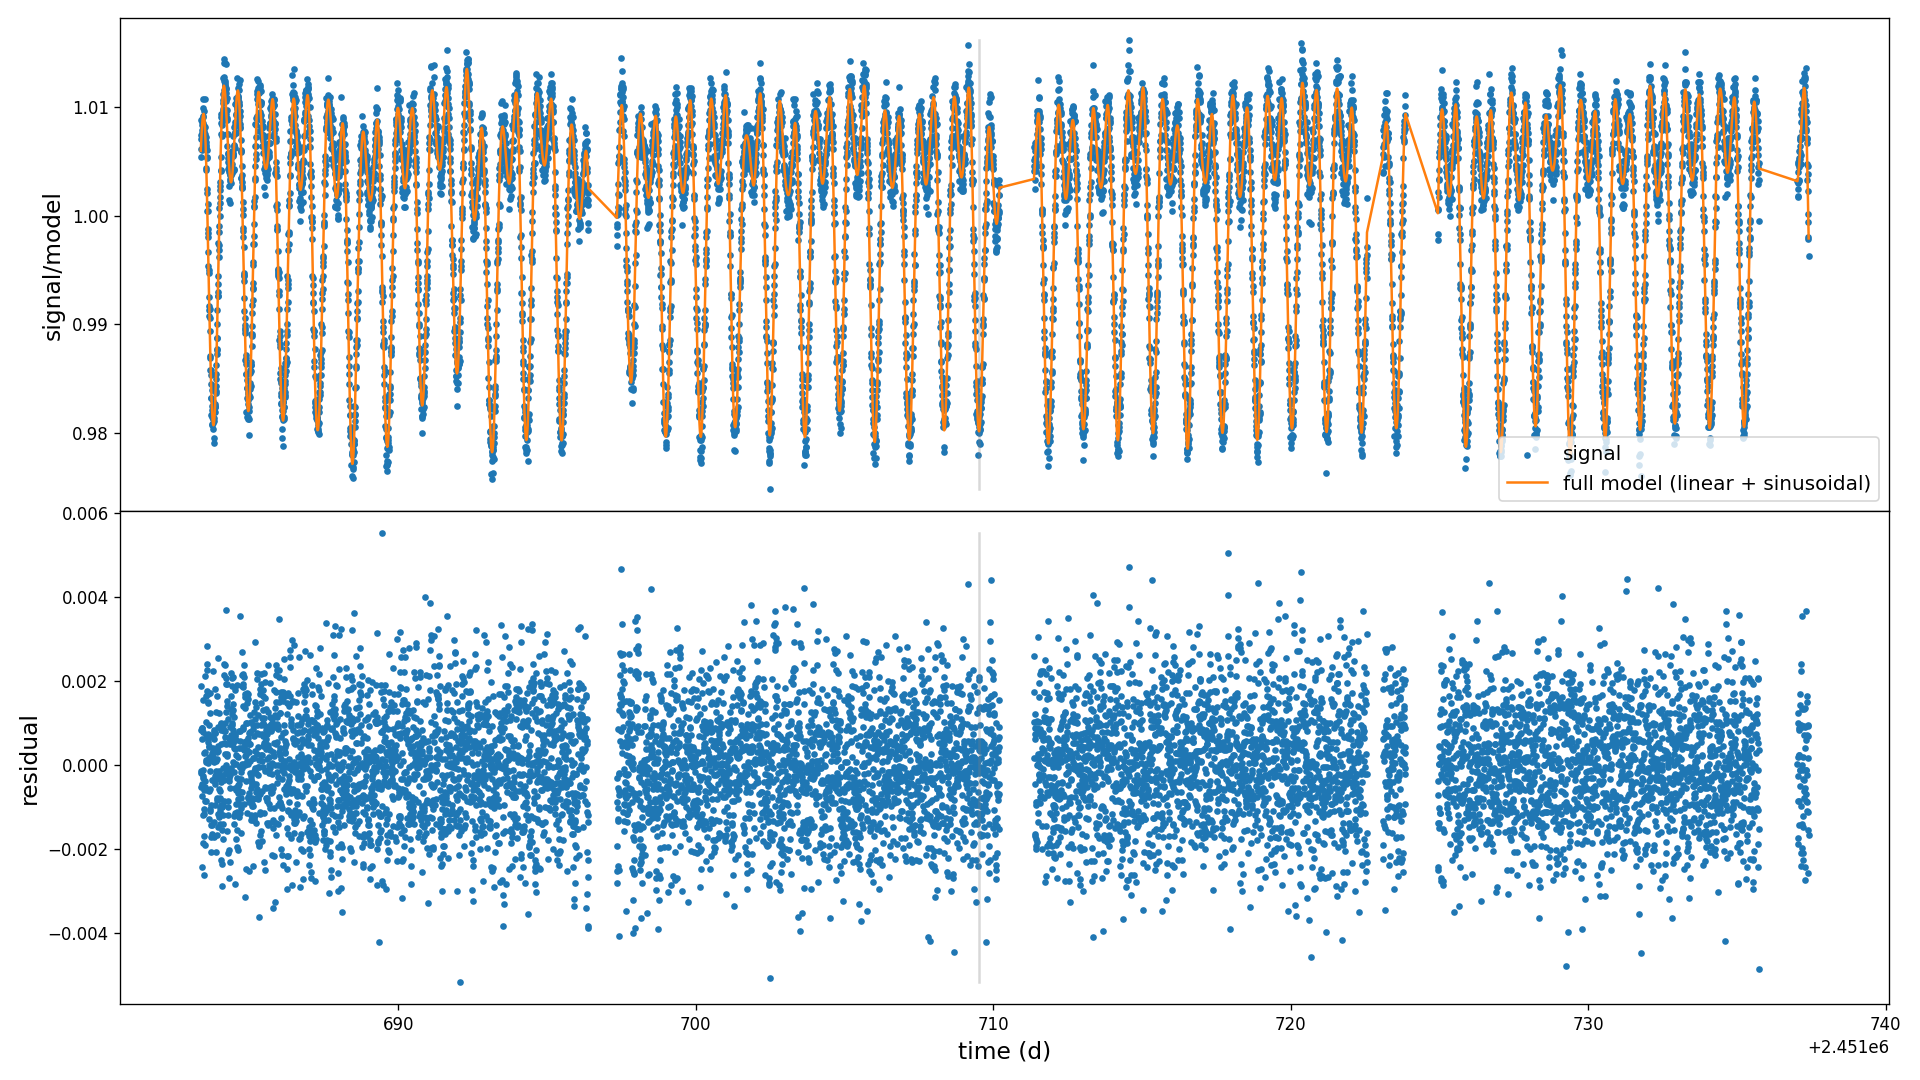 signal/model
1.01
1.00
0.99
0.98
signal
full model (linear + sinusoidal)
residual
0.006
0.004
0.002
0.000
−0.002
−0.004
690
700
710
720
730
740
time (d)
+2.451e6